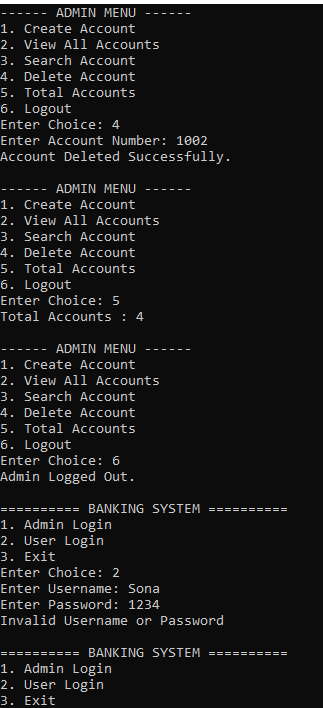 ------ ADMIN MENU ------
1. Create Account
2. View All Accounts
3. Search Account
4. Delete Account
5. Total Accounts
6. Logout
Enter Choice: 4
Enter Account Number: 1002
Account Deleted Successfully.
------ ADMIN MENU ------
1. Create Account
2. View All Accounts
3. Search Account
4. Delete Account
5. Total Accounts
6. Logout
Enter Choice: 5
Total Accounts : 4
------ ADMIN MENU ------
1. Create Account
2. View All Accounts
3. Search Account
4. Delete Account
5. Total Accounts
6. Logout
Enter Choice: 6
Admin Logged Out.
========== BANKING SYSTEM ==========
1. Admin Login
2. User Login
3. Exit
Enter Choice: 2
Enter Username: Sona
Enter Password: 1234
Invalid Username or Password
========== BANKING SYSTEM ==========
1. Admin Login
2. User Login
3. Exit